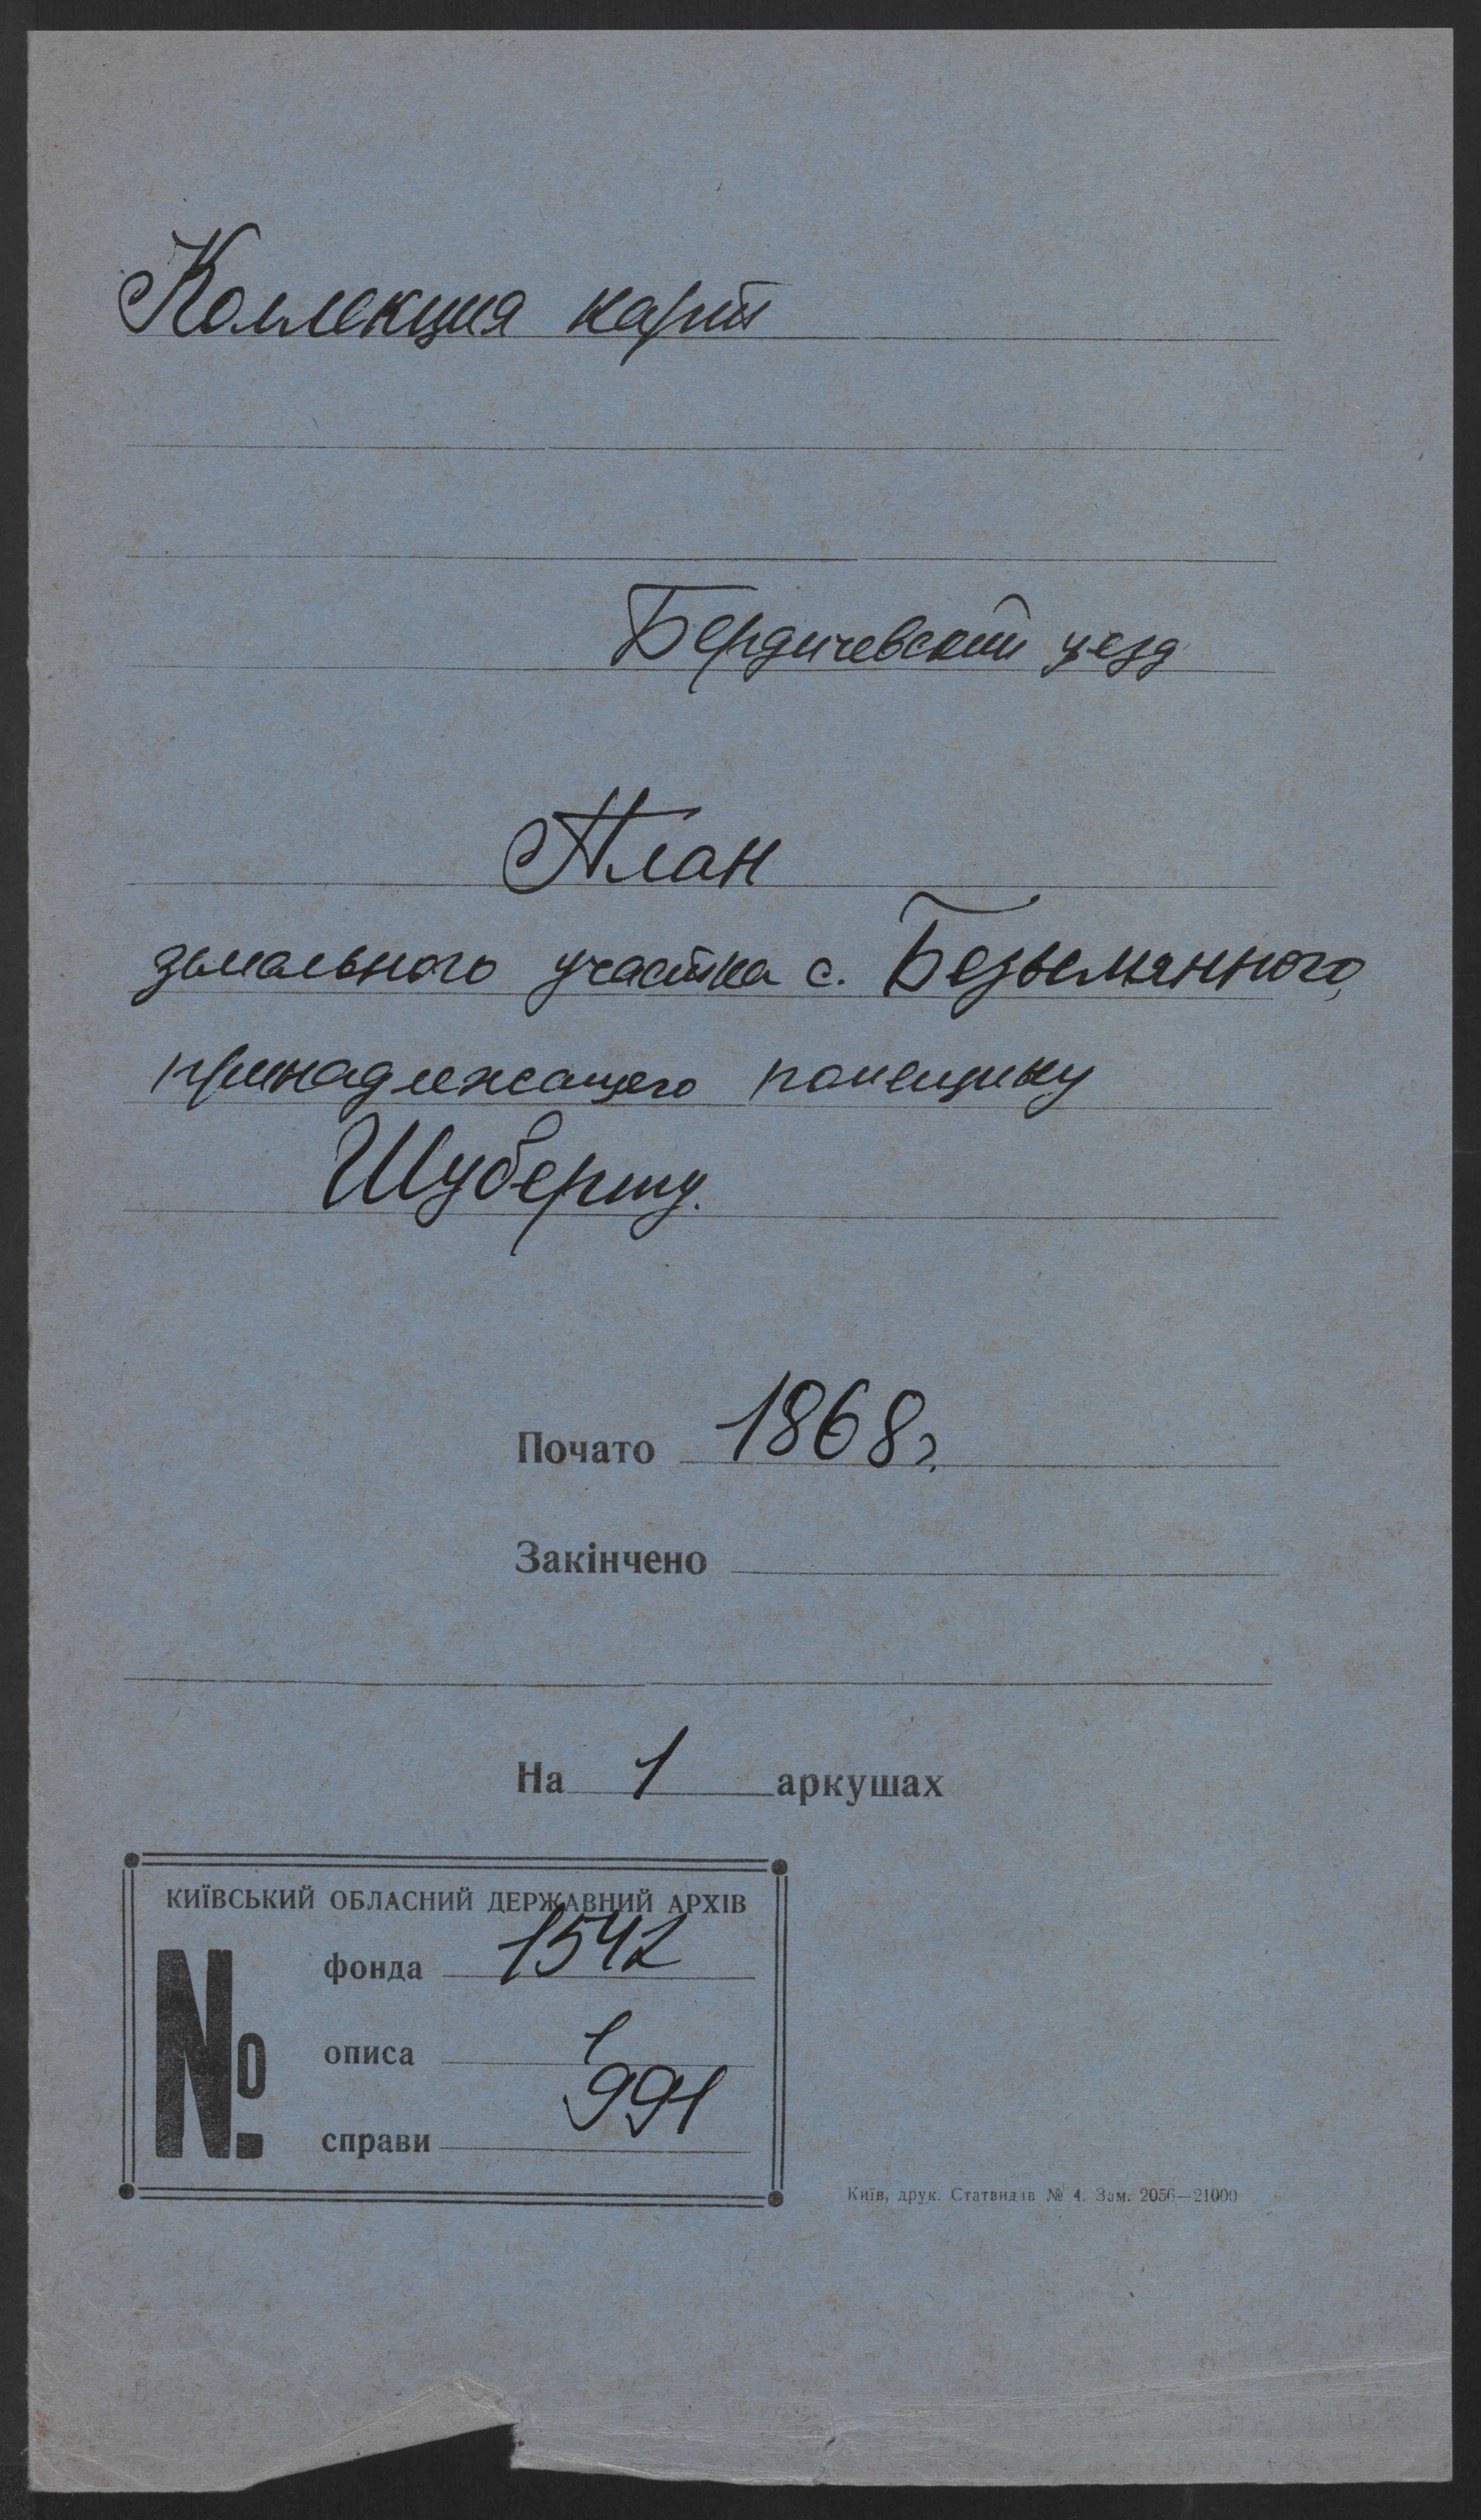 Коллекция карт
Бердичевский уезд
План
земельного участка с. Безымянного,
принадлежащего помещику
Шуберту.
Почато 1868 г.
Закінчено
На 1 аркушах
КИЇВСЬКИЙ ОБЛАСНИЙ ДЕРЖАВНИЙ АРХІВ
№
фонда 1542
описа 1
справи 991
Київ, друк. Статвидав № 4. Зам. 2056—21000